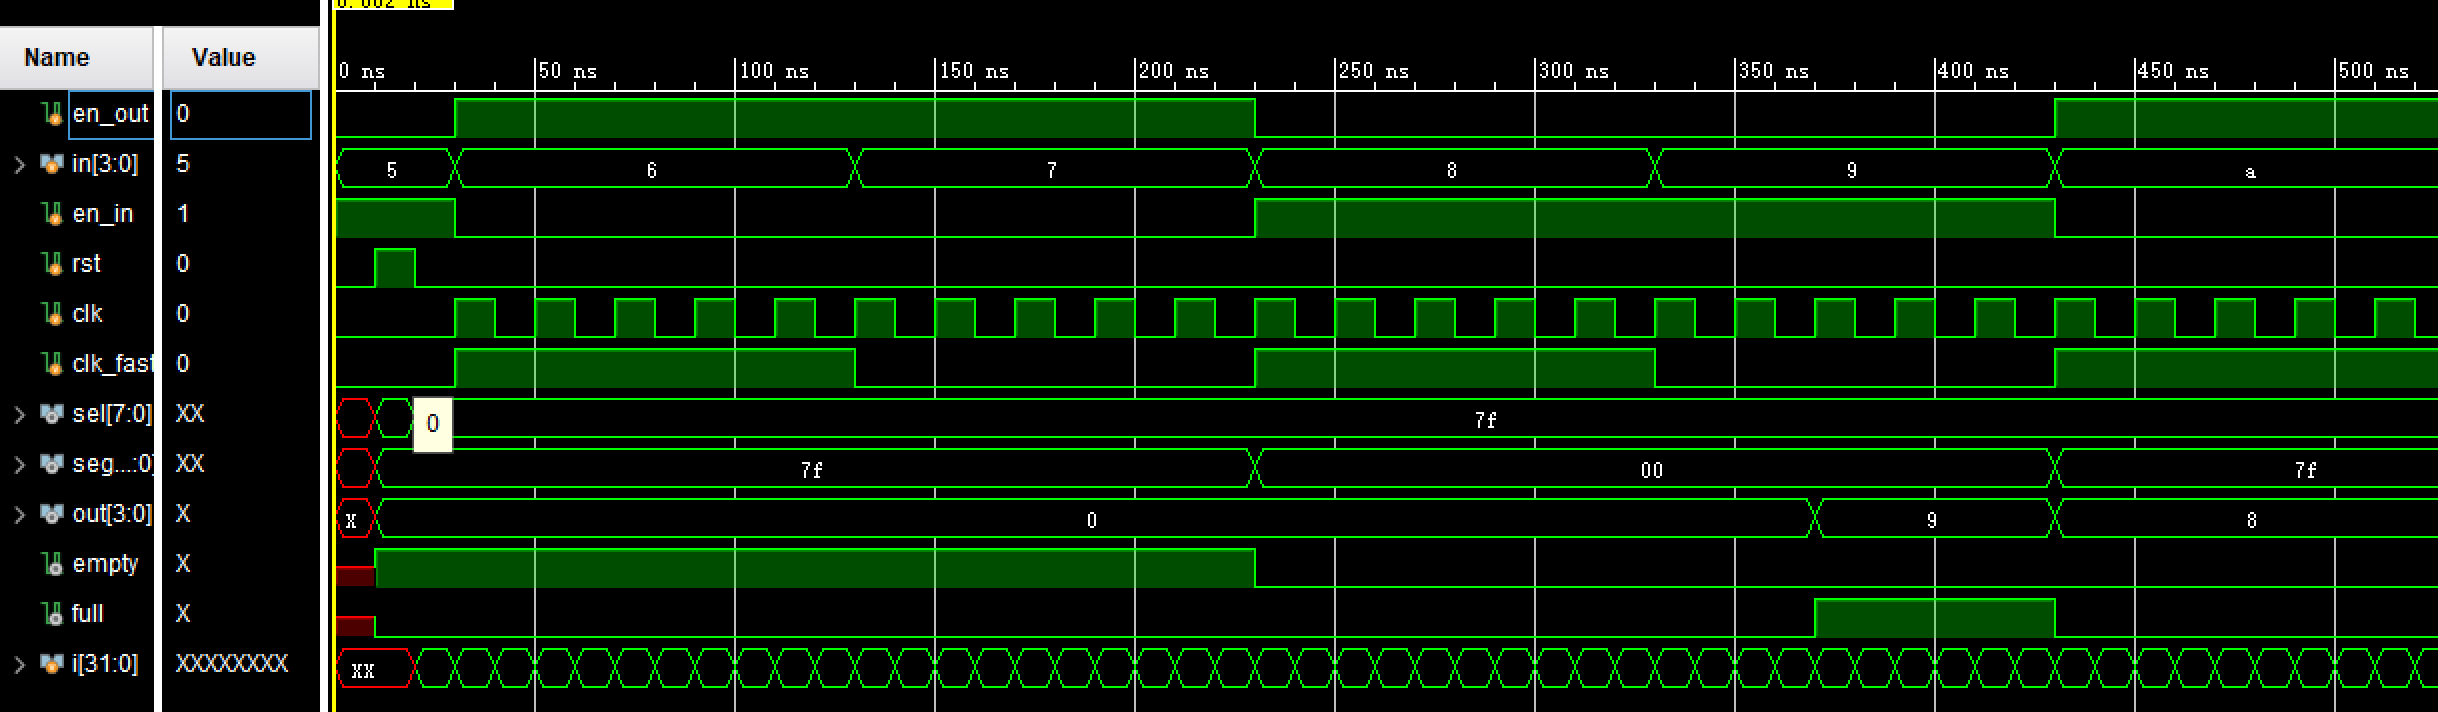 0.002 ns
Name Value
0 ns 50 ns 100 ns 150 ns 200 ns 250 ns 300 ns 350 ns 400 ns 450 ns 500 ns
en_out 0
in[3:0] 5 5 6 7 8 9 a
en_in 1
rst 0
clk 0
clk_fast 0
sel[7:0] XX 0 7f
seg...:0] XX 7f 00 7f
out[3:0] X X 0 9 8
empty X
full X
i[31:0] XXXXXXXX XX